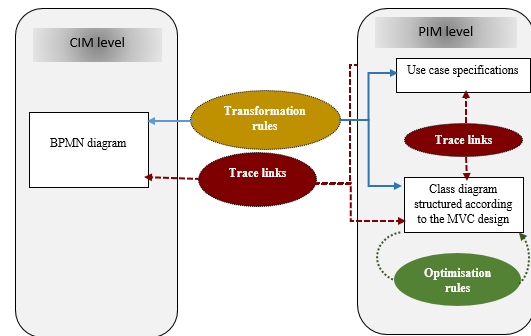 CIM level
PIM level
Use case specifications
Transformation
rules
BPMN diagram
Trace links
Trace links
Class diagram
structured according
to the MVC design
Optimisation
rules